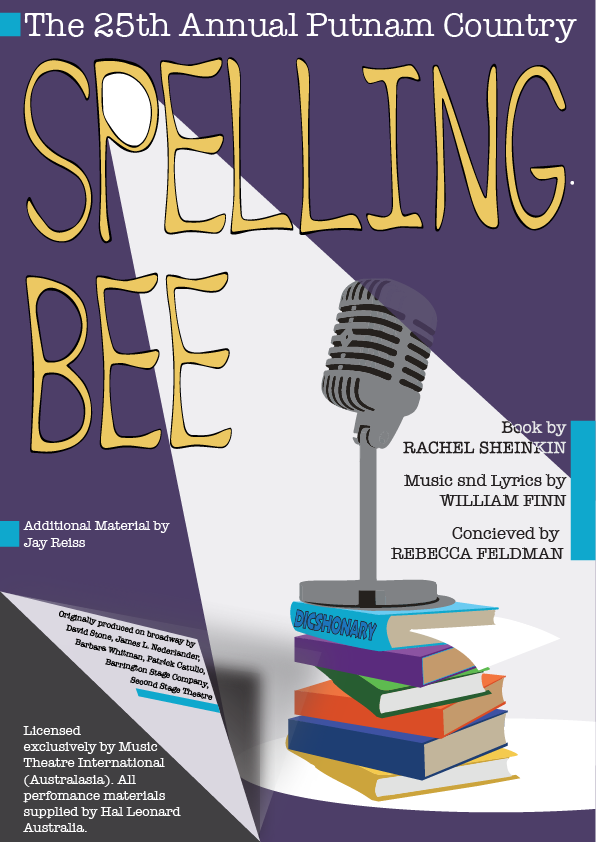 The 25th Annual Putnam Country
SPELLING
BEE
Book by
RACHEL SHEINKIN
Music snd Lyrics by
WILLIAM FINN
Concieved by
REBECCA FELDMAN
Additional Material by
Jay Reiss
DICSHONARY
Originally produced on broadway by
David Stone, James L. Nederlander,
Barbara Whitman, Patrick Catullo,
Barrington Stage Company,
Second Stage Theatre
Licensed
exclusively by Music
Theatre International
(Australasia). All
perfomance materials
supplied by Hal Leonard
Australia.